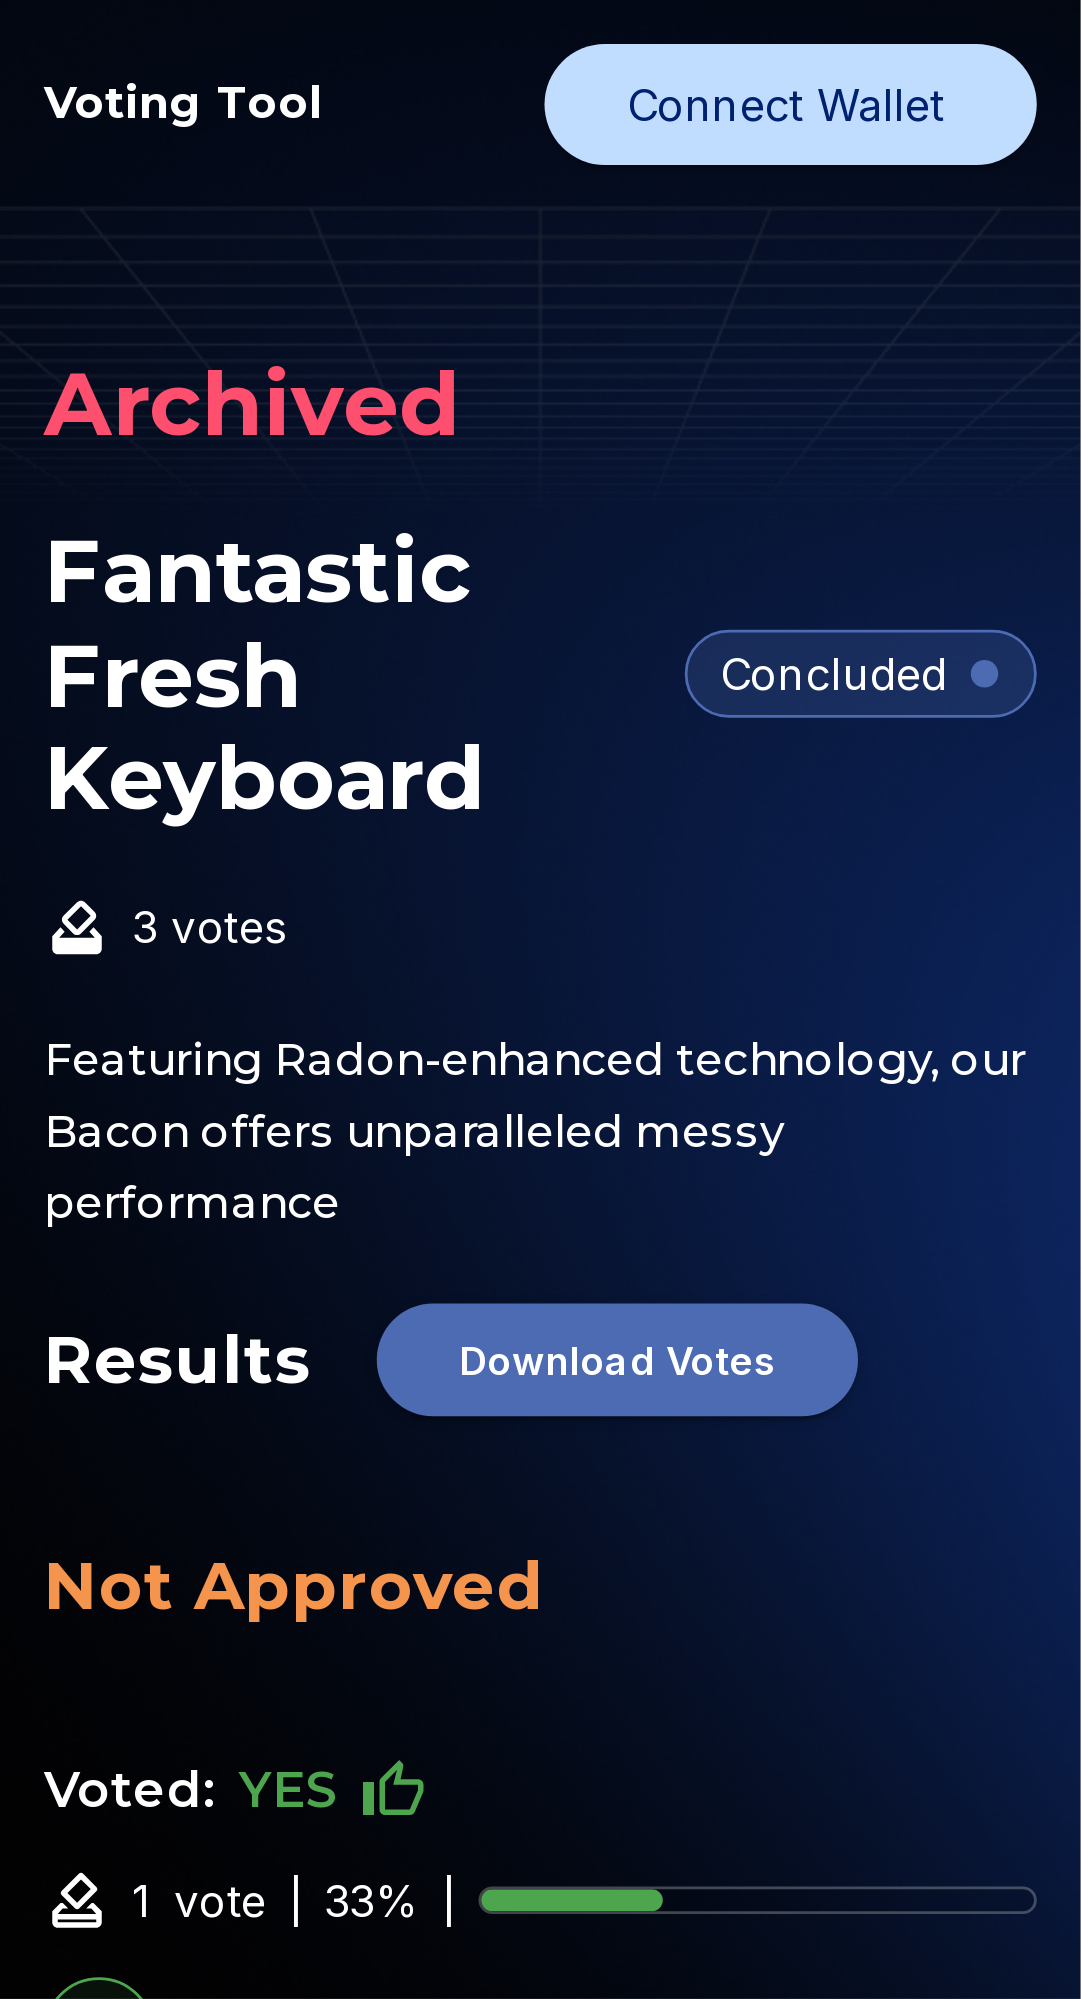 Voting Tool
Connect Wallet
Archived
Fantastic
Fresh
Keyboard
Concluded
3 votes
Featuring Radon-enhanced technology, our
Bacon offers unparalleled messy
performance
Results
Download Votes
Not Approved
Voted: YES
1 vote | 33% |